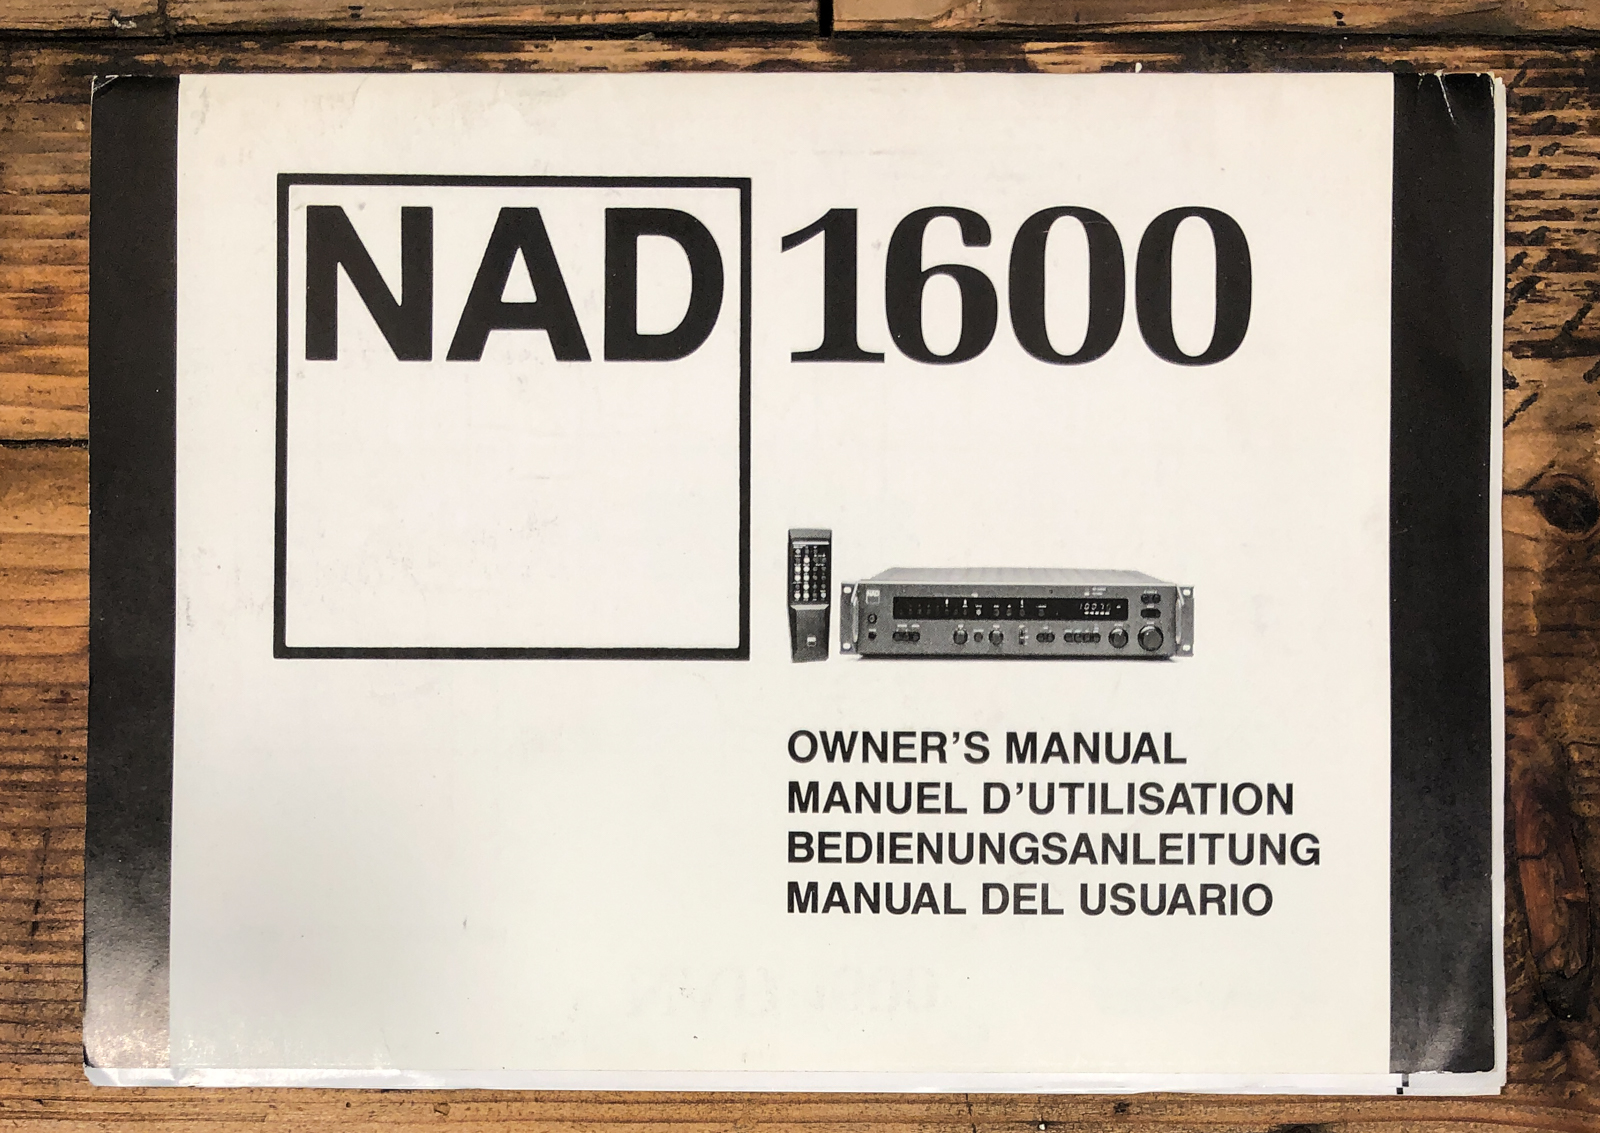 NAD 1600
OWNER'S MANUAL
MANUEL D'UTILISATION
BEDIENUNGSANLEITUNG
MANUAL DEL USUARIO